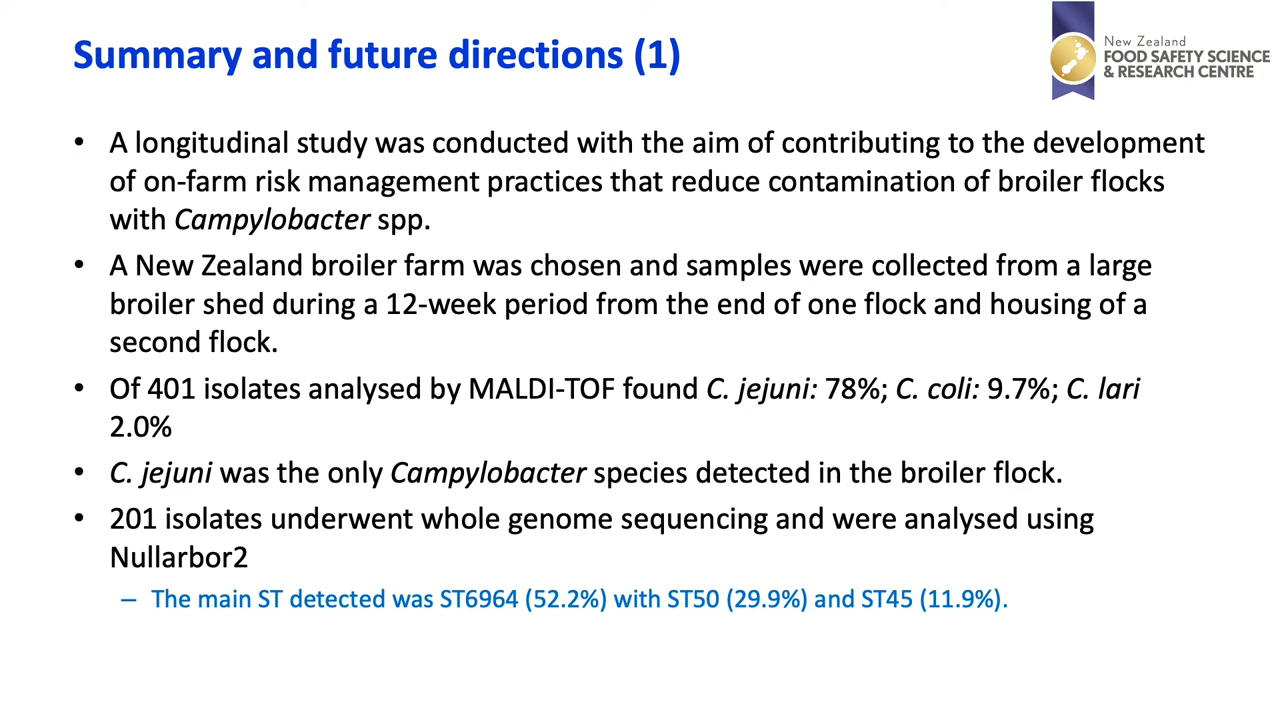 Summary and future directions (1)
New Zealand
FOOD SAFETY SCIENCE
& RESEARCH CENTRE
• A longitudinal study was conducted with the aim of contributing to the development
of on-farm risk management practices that reduce contamination of broiler flocks
with Campylobacter spp.
• A New Zealand broiler farm was chosen and samples were collected from a large
broiler shed during a 12-week period from the end of one flock and housing of a
second flock.
• Of 401 isolates analysed by MALDI-TOF found C. jejuni: 78%; C. coli: 9.7%; C. lari
2.0%
• C. jejuni was the only Campylobacter species detected in the broiler flock.
• 201 isolates underwent whole genome sequencing and were analysed using
Nullarbor2
– The main ST detected was ST6964 (52.2%) with ST50 (29.9%) and ST45 (11.9%).